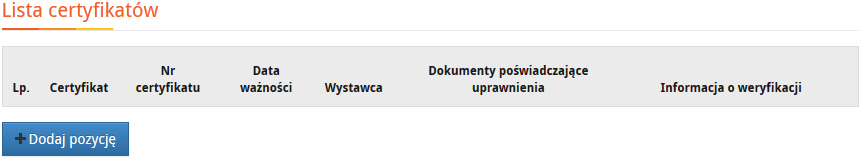 Lista certyfikatów
Lp. Certyfikat Nr certyfikatu Data ważności Wystawca Dokumenty poświadczające uprawnienia Informacja o weryfikacji
Dodaj pozycję